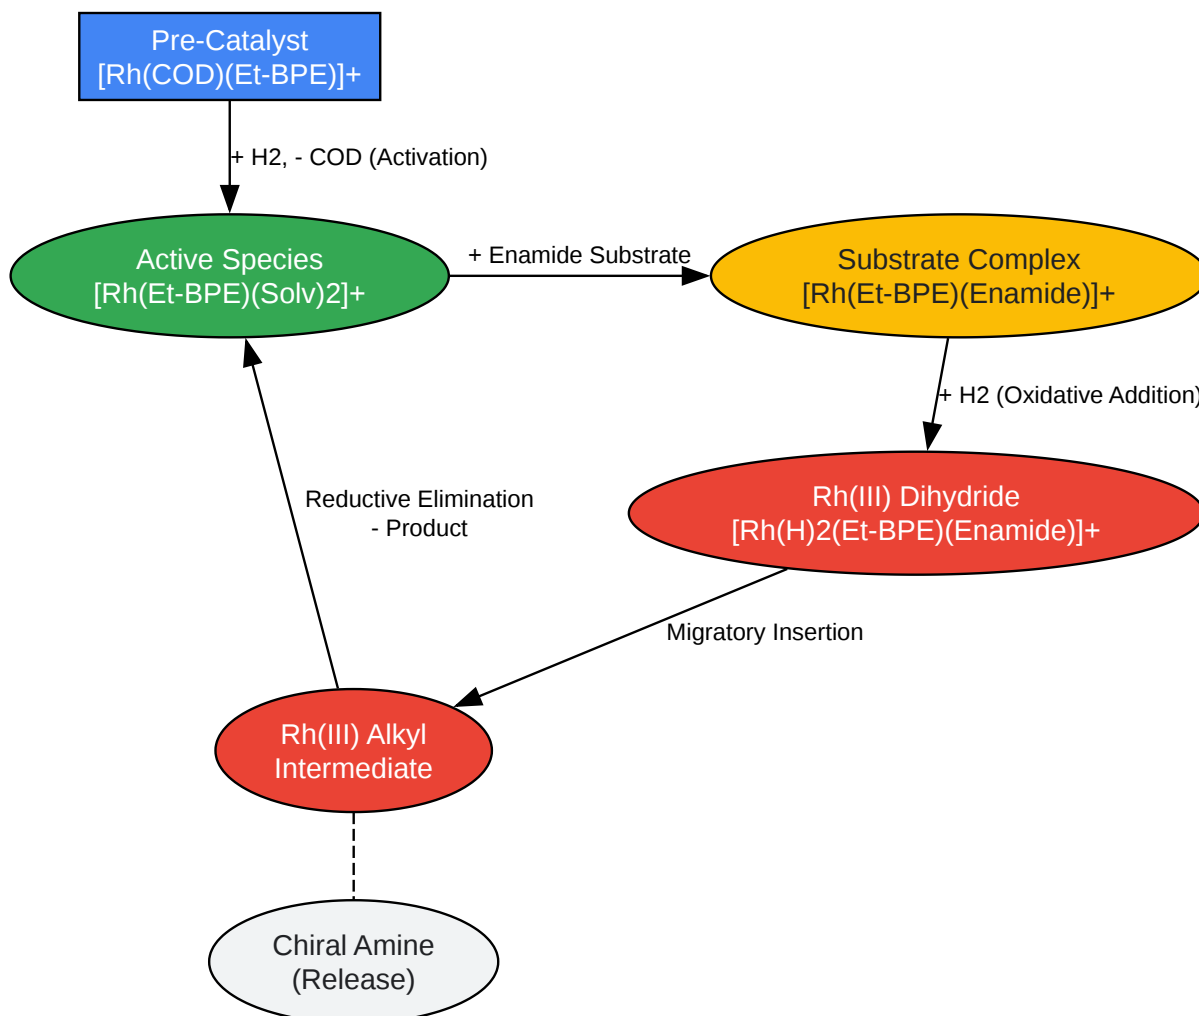 Pre-Catalyst
[Rh(COD)(Et-BPE)]+
+ H2, - COD (Activation)
Active Species
[Rh(Et-BPE)(Solv)2]+
+ Enamide Substrate
Substrate Complex
[Rh(Et-BPE)(Enamide)]+
+ H2 (Oxidative Addition)
Rh(III) Dihydride
[Rh(H)2(Et-BPE)(Enamide)]+
Reductive Elimination
- Product
Migratory Insertion
Rh(III) Alkyl
Intermediate
Chiral Amine
(Release)